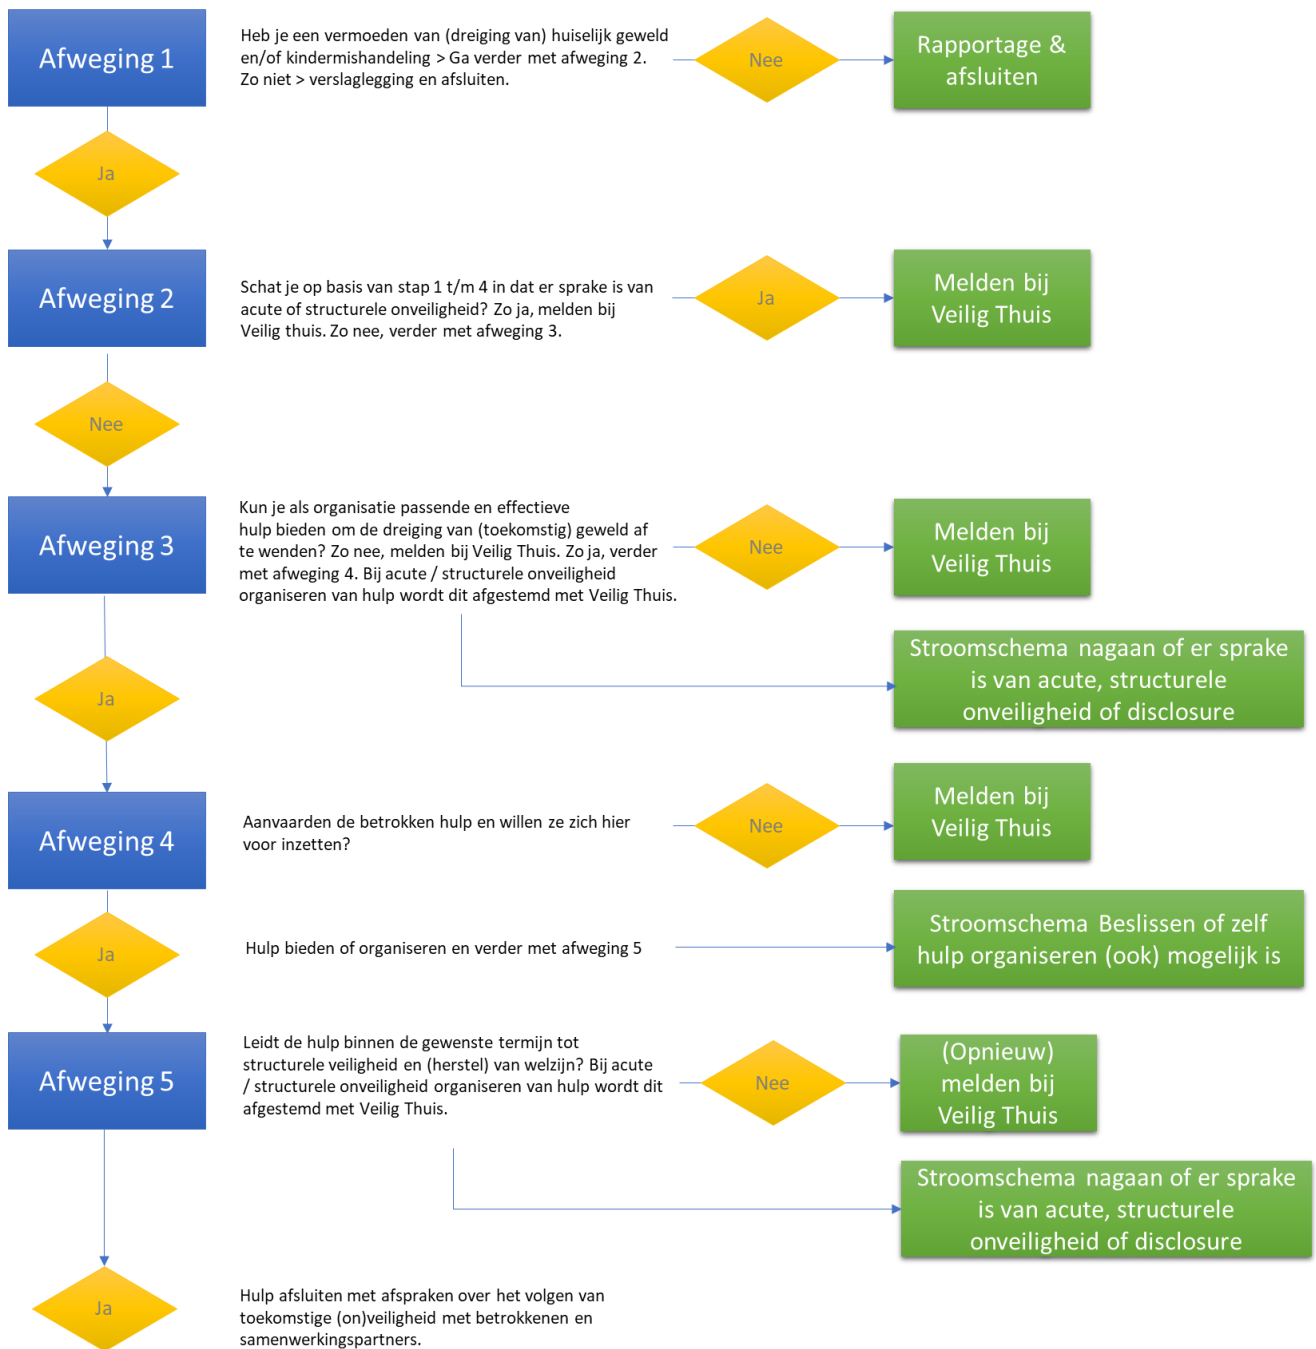 Afweging 1
Heb je een vermoeden van (dreiging van) huiselijk geweld
en/of kindermishandeling > Ga verder met afweging 2.
Zo niet > verslaglegging en afsluiten.
Nee
Rapportage &
afsluiten
Ja
Afweging 2
Schat je op basis van stap 1 t/m 4 in dat er sprake is van
acute of structurele onveiligheid? Zo ja, melden bij
Veilig thuis. Zo nee, verder met afweging 3.
Ja
Melden bij
Veilig Thuis
Nee
Afweging 3
Kun je als organisatie passende en effectieve
hulp bieden om de dreiging van (toekomstig) geweld af
te wenden? Zo nee, melden bij Veilig Thuis. Zo ja, verder
met afweging 4. Bij acute / structurele onveiligheid
organiseren van hulp wordt dit afgestemd met Veilig Thuis.
Nee
Melden bij
Veilig Thuis
Stroomschema nagaan of er sprake
is van acute, structurele
onveiligheid of disclosure
Ja
Afweging 4
Aanvaarden de betrokken hulp en willen ze zich hier
voor inzetten?
Nee
Melden bij
Veilig Thuis
Ja
Hulp bieden of organiseren en verder met afweging 5
Stroomschema Beslissen of zelf
hulp organiseren (ook) mogelijk is
Afweging 5
Leidt de hulp binnen de gewenste termijn tot
structurele veiligheid en (herstel) van welzijn? Bij acute
/ structurele onveiligheid organiseren van hulp wordt dit
afgestemd met Veilig Thuis.
Nee
(Opnieuw)
melden bij
Veilig Thuis
Stroomschema nagaan of er sprake
is van acute, structurele
onveiligheid of disclosure
Ja
Hulp afsluiten met afspraken over het volgen van
toekomstige (on)veiligheid met betrokkenen en
samenwerkingspartners.